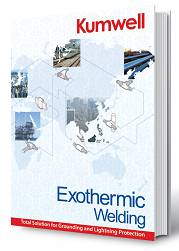 Kumwell
Exothermic
Welding
Total Solution for Grounding and Lightning Protection